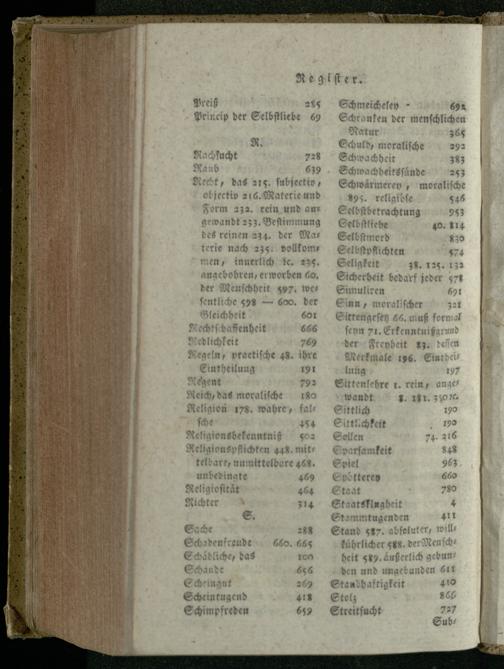 Register.
Preiß 285
Princip der Selbstliebe 69
R.
Rachsucht 728
Raub 639
Recht, das 215. subjectiv,
objectiv 216. Materie und
Form 232. rein und an-
gewandt 233. Bestimmung
des reinen 234. der Ma-
terie nach 235. vollkom-
men, innerlich ꝛc. 235.
angebohren, erworben 60.
der Menschheit 597. we-
sentliche 598 — 600. der
Gleichheit 601
Rechtschaffenheit 666
Redlichkeit 769
Regeln, practische 48. ihre
Eintheilung 191
Regent 792
Reich, das moralische 180
Religion 178. wahre, fal-
sche 454
Religionsbekenntniß 502
Religionspflichten 448. mit-
telbare, unmittelbare 468.
unbedingte 469
Religiosität 464
Richter 314
S.
Sache 288
Schadenfreude 660. 665
Schädliche, das 100
Schande 656
Scheingut 269
Scheintugend 418
Schimpfreden 659
Schmeicheley - 692
Schranken der menschlichen
Natur 365
Schuld, moralische 292
Schwachheit 383
Schwachheitssünde 253
Schwärmerey, moralische
895. religiöse 546
Selbstbetrachtung 953
Selbstliebe 40. 814
Selbstmord 830
Selbstpflichten 574
Seligkeit 38. 125. 132
Sicherheit bedarf jeder 578
Simuliren 691
Sinn, moralischer 321
Sittengesetz 66. muß formal
seyn 71. Erkenntnißgrund
der Freyheit 83. dessen
Merkmale 196. Einthei-
lung 197
Sittenlehre 1. rein, ange-
wandt 8. 281. 350 ꝛc.
Sittlich 190
Sittlichkeit 190
Sollen 74. 216
Sparsamkeit 848
Spiel 963
Spötterey 660
Staat 780
Staatsklugheit 4
Stammtugenden 411
Stand 587. absoluter, will-
kührlicher 588. der Mensch-
heit 589. äußerlich gebun-
den und ungebunden 611
Standhaftigkeit 410
Stolz 866
Streitsucht 727
Sub-